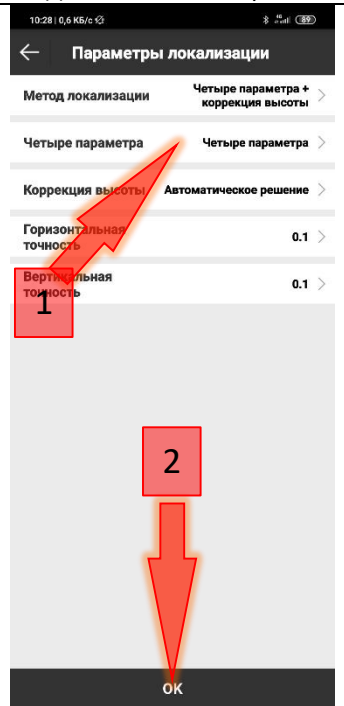 10:28 | 0,6 КБ/с
4G
89
Параметры локализации
Метод локализации
Четыре параметра +
коррекция высоты
Четыре параметра
Четыре параметра
Коррекция высоты
Автоматическое решение
Горизонтальная
точность
0.1
Вертикальная
точность
0.1
1
2
OK